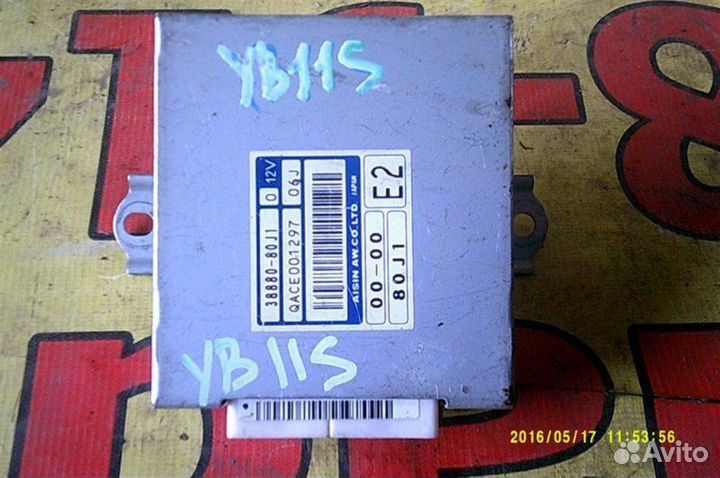 YB11S
38880-80J1 0 12V
QACE001297 06J
AISIN AW.CO.,LTD JAPAN
00-00 E2
80J1
YB11S
2016/05/17 11:53:56
Avito